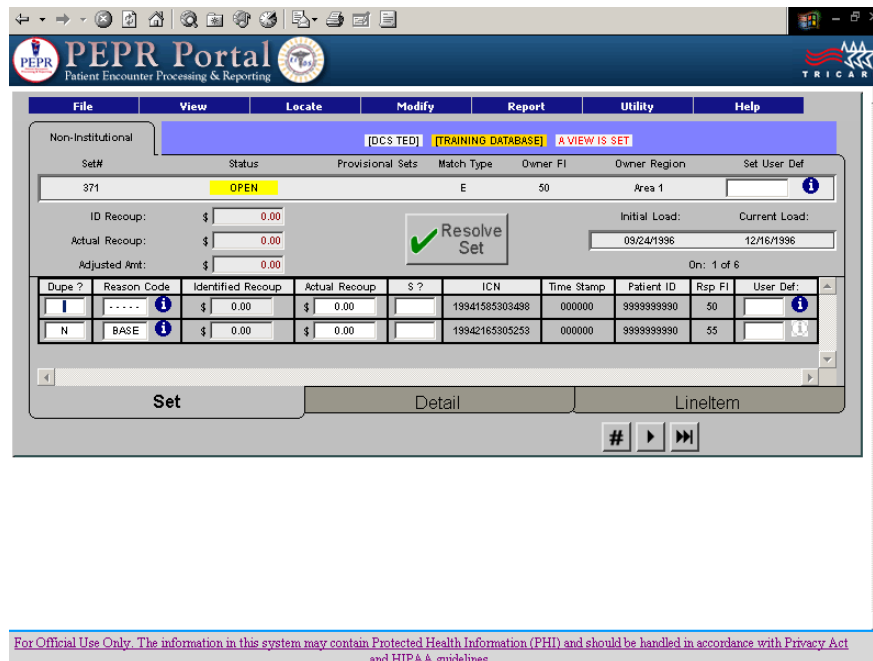 PEPR
PEPR Portal
Patient Encounter Processing & Reporting
TRICAR
File View Locate Modify Report Utility Help
Non-Institutional
[DCS TED] [TRAINING DATABASE] A VIEW IS SET
Set# Status Provisional Sets Match Type Owner FI Owner Region Set User Def
371 OPEN E 50 Area 1
ID Recoup: $ 0.00
Actual Recoup: $ 0.00
Adjusted Amt: $ 0.00
Resolve
Set
Initial Load: Current Load:
09/24/1996 12/16/1996
On: 1 of 6
Dupe ? Reason Code Identified Recoup Actual Recoup S ? ICN Time Stamp Patient ID Rsp FI User Def:
- - - - - $ 0.00 $ 0.00 19941585303498 000000 9999999990 50
N BASE $ 0.00 $ 0.00 19942165305253 000000 9999999990 55
Set Detail LineItem
#
For Official Use Only. The information in this system may contain Protected Health Information (PHI) and should be handled in accordance with Privacy Act
and HIPAA guidelines